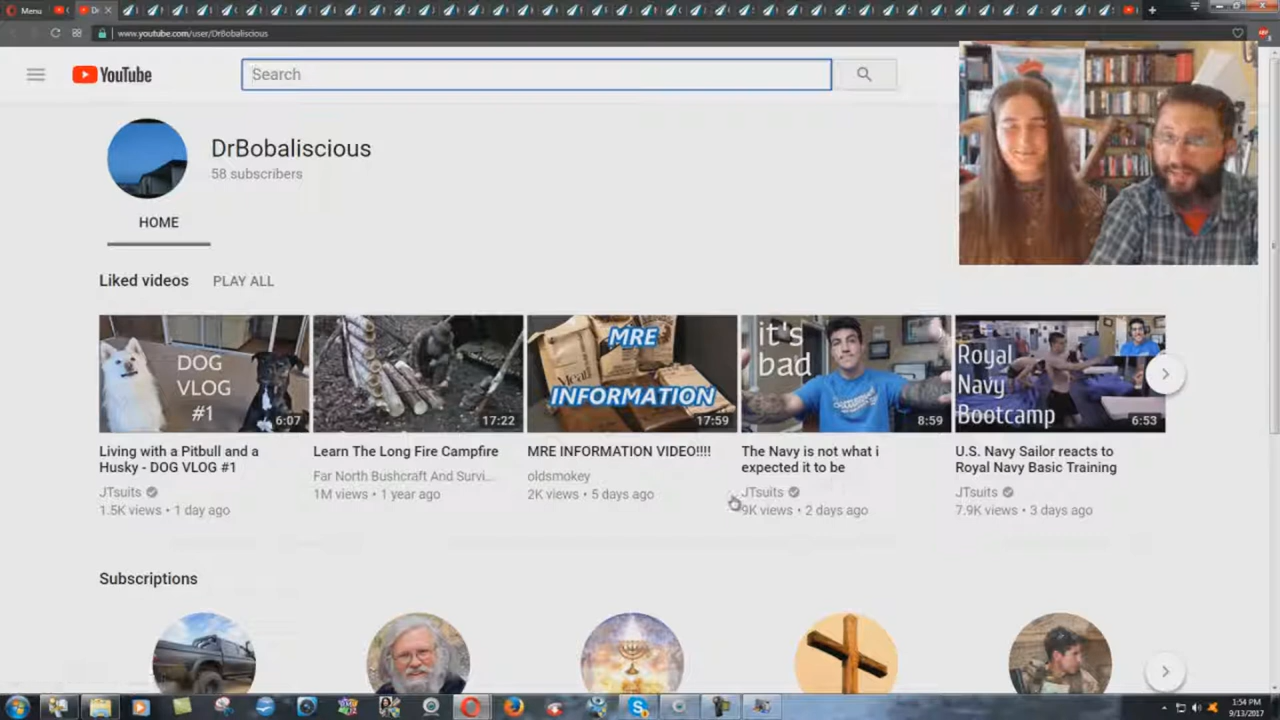 Menu
www.youtube.com/user/DrBobaliscious
YouTube
Search
DrBobaliscious
58 subscribers
HOME
Liked videos PLAY ALL
DOG
VLOG
#1
6:07
17:22
MRE
INFORMATION
17:59
it's
bad
8:59
Royal
Navy
Bootcamp
6:53
Living with a Pitbull and a
Husky - DOG VLOG #1
JTsuits
1.5K views • 1 day ago
Learn The Long Fire Campfire
Far North Bushcraft And Survi...
1M views • 1 year ago
MRE INFORMATION VIDEO!!!!
oldsmokey
2K views • 5 days ago
The Navy is not what i
expected it to be
JTsuits
9K views • 2 days ago
U.S. Navy Sailor reacts to
Royal Navy Basic Training
JTsuits
7.9K views • 3 days ago
Subscriptions
1:54 PM
9/13/2017